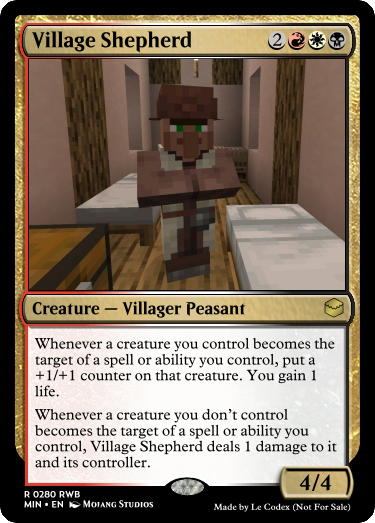 Village Shepherd 2
Creature — Villager Peasant
Whenever a creature you control becomes the
target of a spell or ability you control, put a
+1/+1 counter on that creature. You gain 1
life.
Whenever a creature you don't control
becomes the target of a spell or ability you
control, Village Shepherd deals 1 damage to it
and its controller.
4/4
R 0280 RWB
MIN • EN Mojang Studios
Made by Le Codex (Not For Sale)